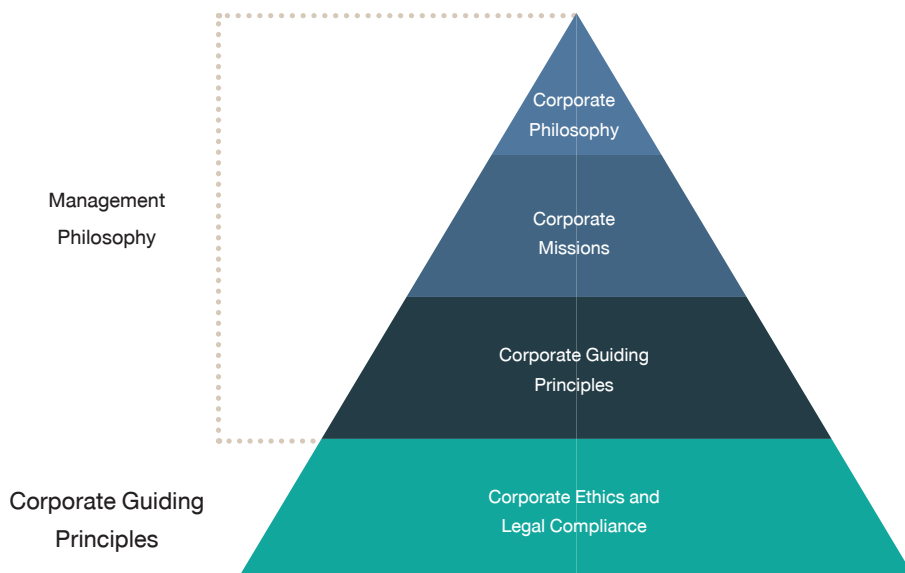 Corporate
Philosophy
Management
Philosophy
Corporate
Missions
Corporate Guiding
Principles
Corporate Guiding
Principles
Corporate Ethics and
Legal Compliance